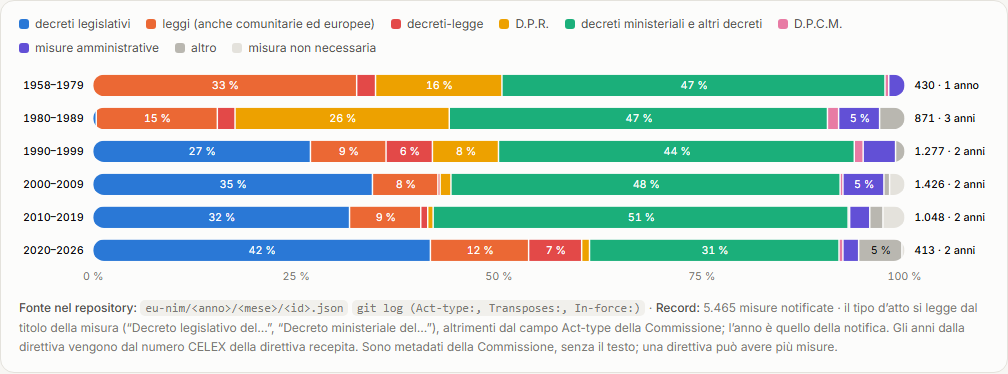 decreti legislativi leggi (anche comunitarie ed europee) decreti-legge D.P.R. decreti ministeriali e altri decreti D.P.C.M.
misure amministrative altro misura non necessaria
1958–1979 33 % 16 % 47 % 430 · 1 anno
1980–1989 15 % 26 % 47 % 5 % 871 · 3 anni
1990–1999 27 % 9 % 6 % 8 % 44 % 1.277 · 2 anni
2000–2009 35 % 8 % 48 % 5 % 1.426 · 2 anni
2010–2019 32 % 9 % 51 % 1.048 · 2 anni
2020–2026 42 % 12 % 7 % 31 % 5 % 413 · 2 anni
0 % 25 % 50 % 75 % 100 %
Fonte nel repository: eu-nim/<anno>/<mese>/<id>.json git log (Act-type:, Transposes:, In-force:) · Record: 5.465 misure notificate · il tipo d’atto si legge dal
titolo della misura (“Decreto legislativo del…”, “Decreto ministeriale del…”), altrimenti dal campo Act-type della Commissione; l’anno è quello della notifica. Gli anni dalla
direttiva vengono dal numero CELEX della direttiva recepita. Sono metadati della Commissione, senza il testo; una direttiva può avere più misure.